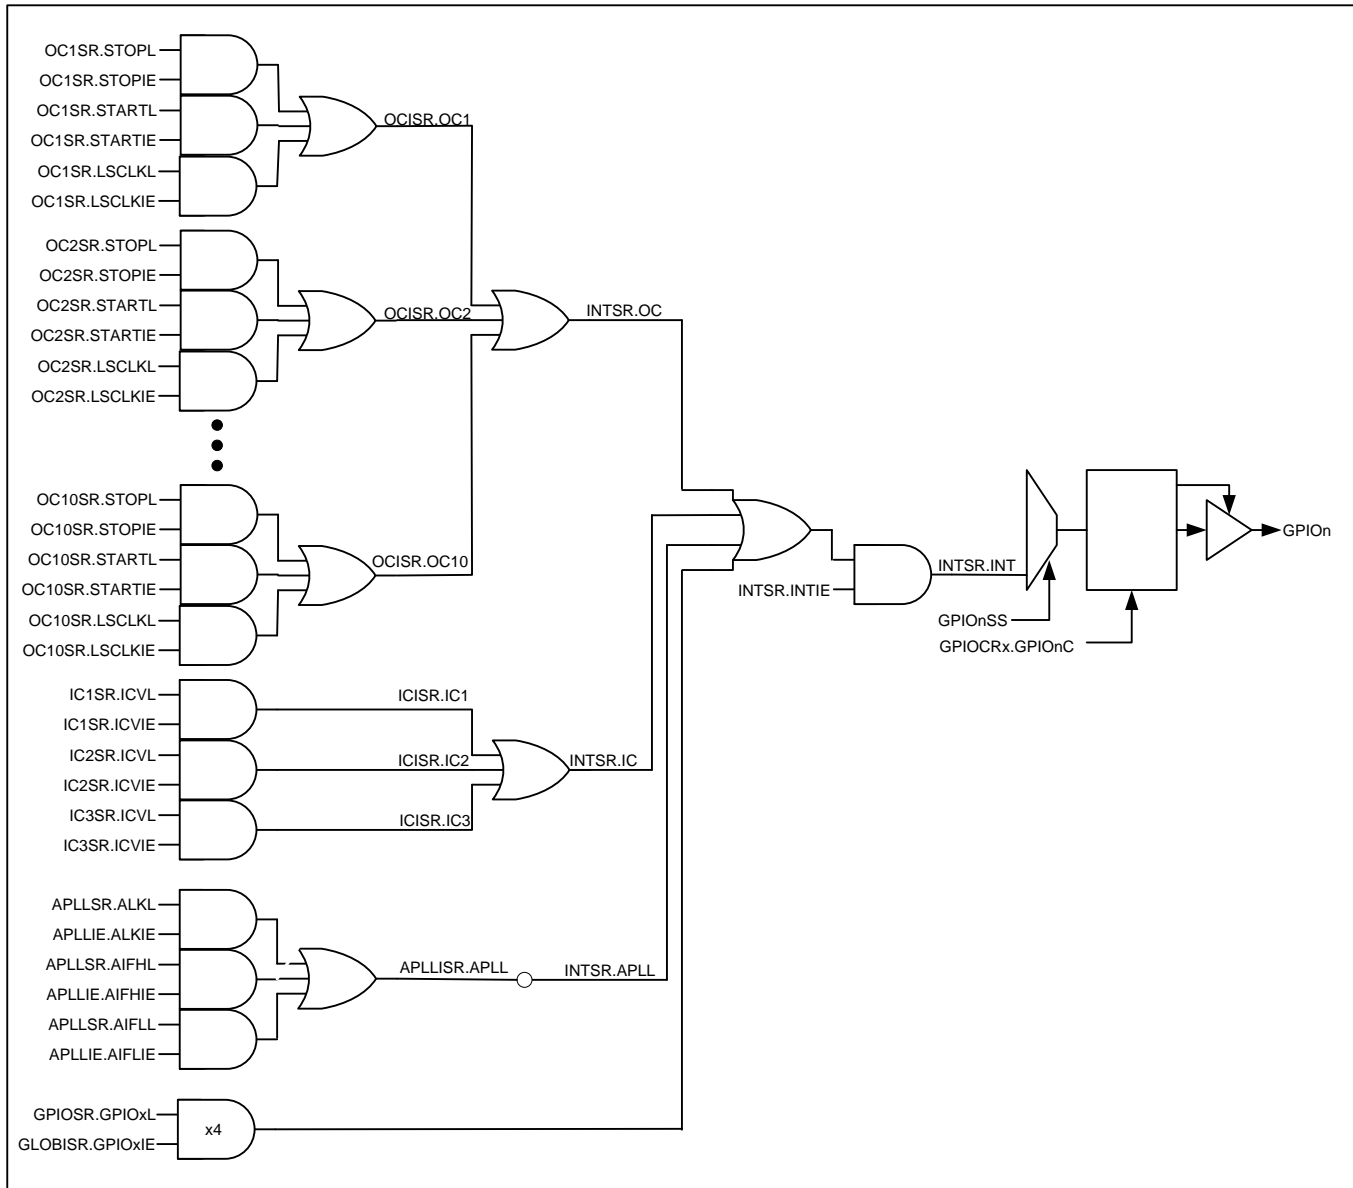 OC1SR.STOPL
OC1SR.STOPIE
OC1SR.STARTL
OC1SR.STARTIE
OC1SR.LSCLKL
OC1SR.LSCLKIE
OCISR.OC1
OC2SR.STOPL
OC2SR.STOPIE
OC2SR.STARTL
OC2SR.STARTIE
OC2SR.LSCLKL
OC2SR.LSCLKIE
OCISR.OC2
INTSR.OC
OC10SR.STOPL
OC10SR.STOPIE
OC10SR.STARTL
OC10SR.STARTIE
OC10SR.LSCLKL
OC10SR.LSCLKIE
OCISR.OC10
INTSR.INTIE
INTSR.INT
GPIOnSS
GPIOCRx.GPIOnC
GPIOn
IC1SR.ICVL
IC1SR.ICVIE
IC2SR.ICVL
IC2SR.ICVIE
IC3SR.ICVL
IC3SR.ICVIE
ICISR.IC1
ICISR.IC2
ICISR.IC3
INTSR.IC
APLLSR.ALKL
APLLIE.ALKIE
APLLSR.AIFHL
APLLIE.AIFHIE
APLLSR.AIFLL
APLLIE.AIFLIE
APLLISR.APLL
INTSR.APLL
GPIOSR.GPIOxL
GLOBISR.GPIOxIE
x4